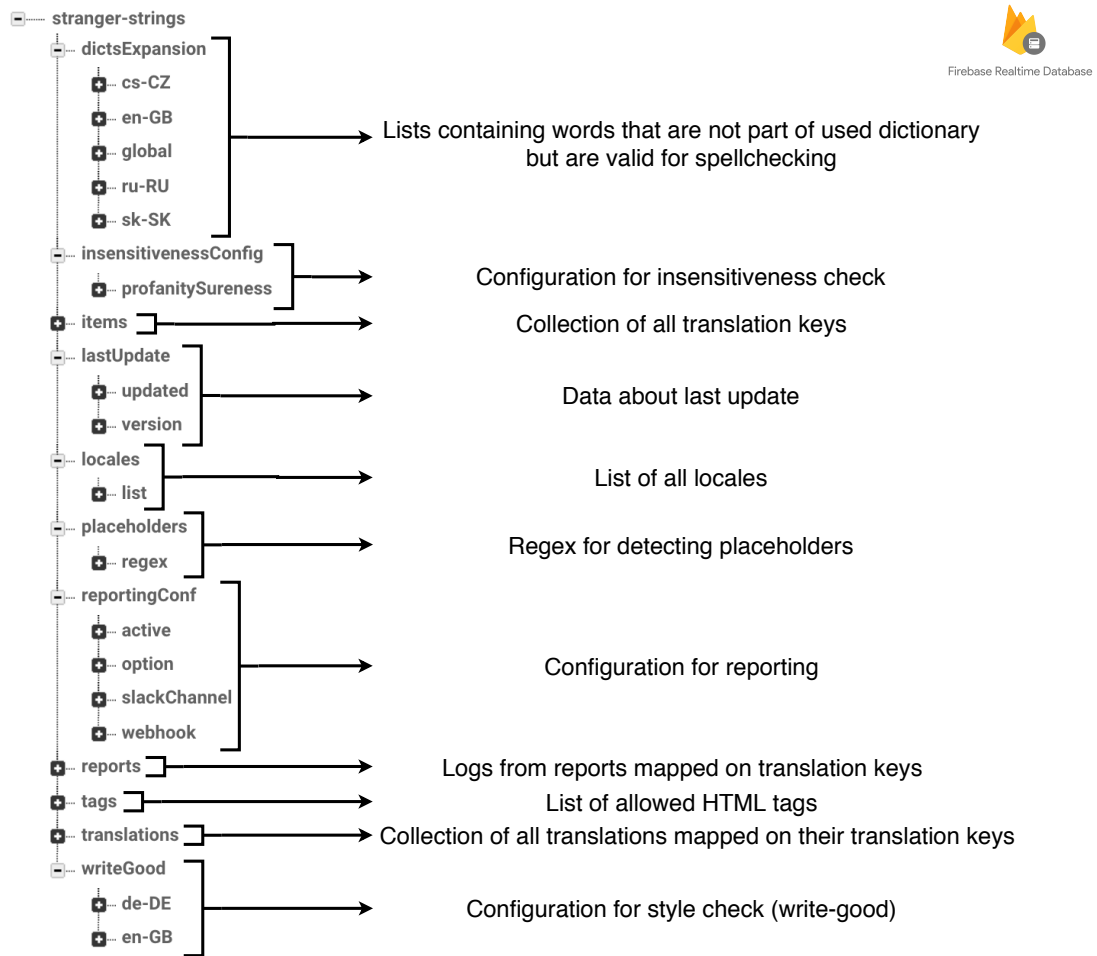 stranger-strings
Firebase Realtime Database
dictsExpansion
cs-CZ
en-GB
global
ru-RU
sk-SK
Lists containing words that are not part of used dictionary
but are valid for spellchecking
insensitivenessConfig
profanitySureness
Configuration for insensitiveness check
items
Collection of all translation keys
lastUpdate
updated
version
Data about last update
locales
list
List of all locales
placeholders
regex
Regex for detecting placeholders
reportingConf
active
option
slackChannel
webhook
Configuration for reporting
reports
Logs from reports mapped on translation keys
tags
List of allowed HTML tags
translations
Collection of all translations mapped on their translation keys
writeGood
de-DE
en-GB
Configuration for style check (write-good)